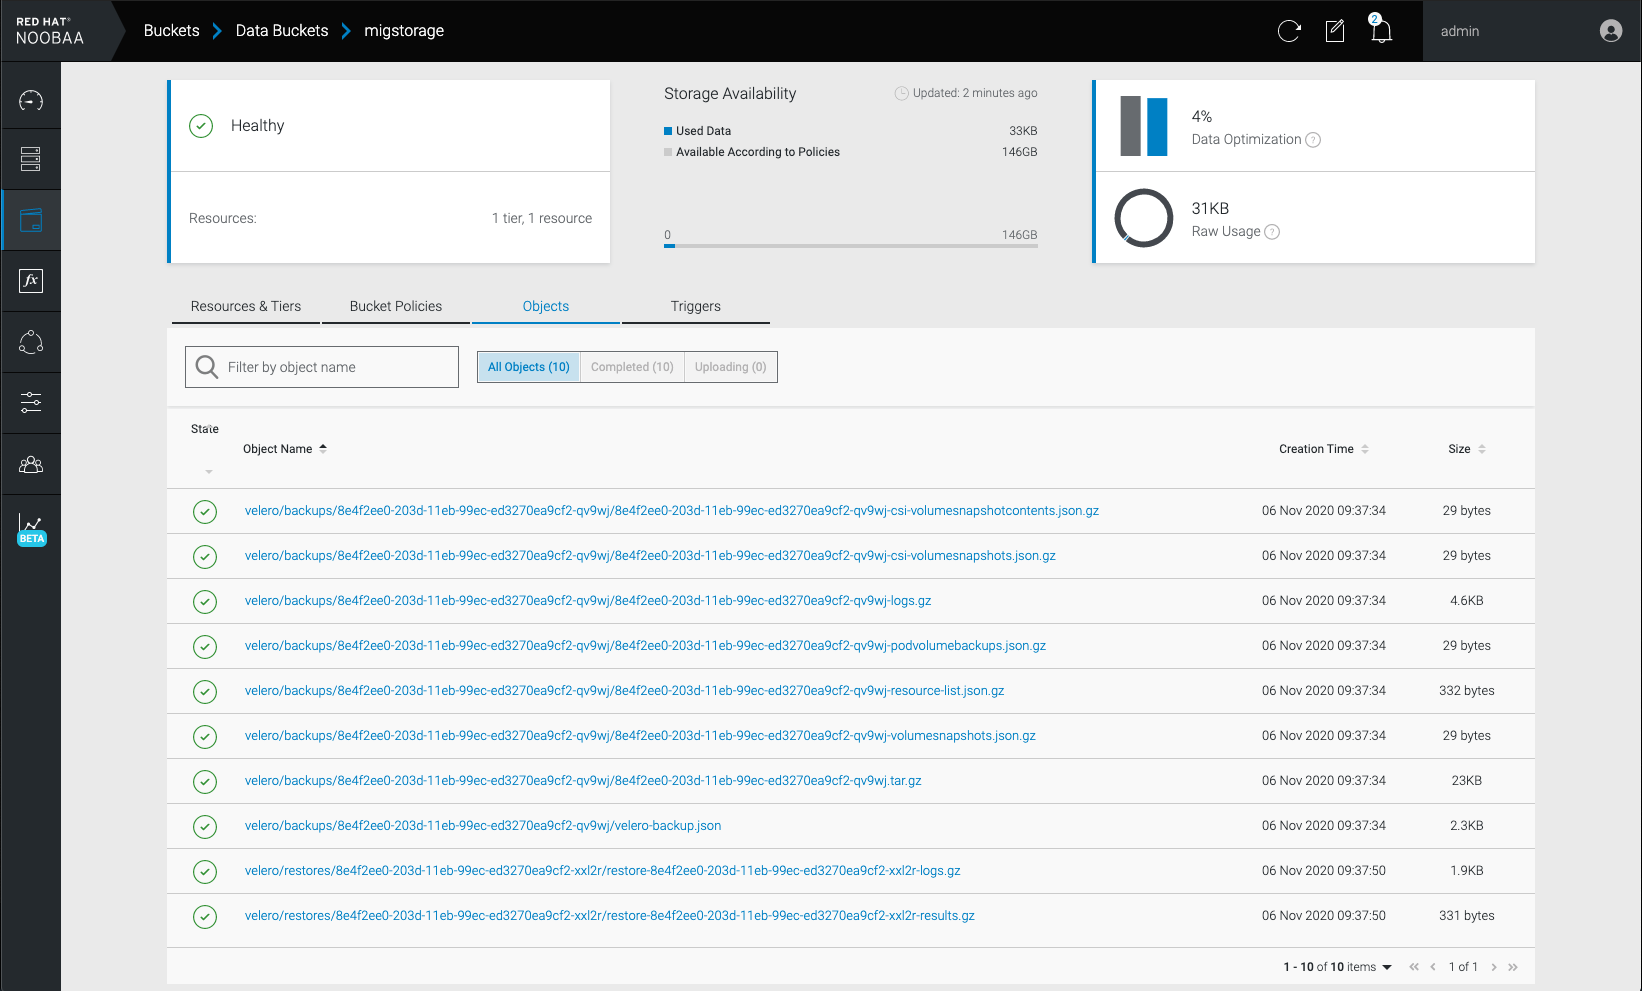 RED HAT®
NOOBAA
Buckets
Data Buckets
migstorage
2
admin
BETA
Healthy
Resources:
1 tier, 1 resource
Storage Availability
Updated: 2 minutes ago
Used Data
33KB
Available According to Policies
146GB
0
146GB
4%
Data Optimization ?
31KB
Raw Usage ?
Resources & Tiers
Bucket Policies
Objects
Triggers
Filter by object name
All Objects (10)
Completed (10)
Uploading (0)
State
Object Name
Creation Time
Size
velero/backups/8e4f2ee0-203d-11eb-99ec-ed3270ea9cf2-qv9wj/8e4f2ee0-203d-11eb-99ec-ed3270ea9cf2-qv9wj-csi-volumesnapshotcontents.json.gz 06 Nov 2020 09:37:34 29 bytes
velero/backups/8e4f2ee0-203d-11eb-99ec-ed3270ea9cf2-qv9wj/8e4f2ee0-203d-11eb-99ec-ed3270ea9cf2-qv9wj-csi-volumesnapshots.json.gz 06 Nov 2020 09:37:34 29 bytes
velero/backups/8e4f2ee0-203d-11eb-99ec-ed3270ea9cf2-qv9wj/8e4f2ee0-203d-11eb-99ec-ed3270ea9cf2-qv9wj-logs.gz 06 Nov 2020 09:37:34 4.6KB
velero/backups/8e4f2ee0-203d-11eb-99ec-ed3270ea9cf2-qv9wj/8e4f2ee0-203d-11eb-99ec-ed3270ea9cf2-qv9wj-podvolumebackups.json.gz 06 Nov 2020 09:37:34 29 bytes
velero/backups/8e4f2ee0-203d-11eb-99ec-ed3270ea9cf2-qv9wj/8e4f2ee0-203d-11eb-99ec-ed3270ea9cf2-qv9wj-resource-list.json.gz 06 Nov 2020 09:37:34 332 bytes
velero/backups/8e4f2ee0-203d-11eb-99ec-ed3270ea9cf2-qv9wj/8e4f2ee0-203d-11eb-99ec-ed3270ea9cf2-qv9wj-volumesnapshots.json.gz 06 Nov 2020 09:37:34 29 bytes
velero/backups/8e4f2ee0-203d-11eb-99ec-ed3270ea9cf2-qv9wj/8e4f2ee0-203d-11eb-99ec-ed3270ea9cf2-qv9wj.tar.gz 06 Nov 2020 09:37:34 23KB
velero/backups/8e4f2ee0-203d-11eb-99ec-ed3270ea9cf2-qv9wj/velero-backup.json 06 Nov 2020 09:37:34 2.3KB
velero/restores/8e4f2ee0-203d-11eb-99ec-ed3270ea9cf2-xxl2r/restore-8e4f2ee0-203d-11eb-99ec-ed3270ea9cf2-xxl2r-logs.gz 06 Nov 2020 09:37:50 1.9KB
velero/restores/8e4f2ee0-203d-11eb-99ec-ed3270ea9cf2-xxl2r/restore-8e4f2ee0-203d-11eb-99ec-ed3270ea9cf2-xxl2r-results.gz 06 Nov 2020 09:37:50 331 bytes
1 - 10 of 10 items
1 of 1